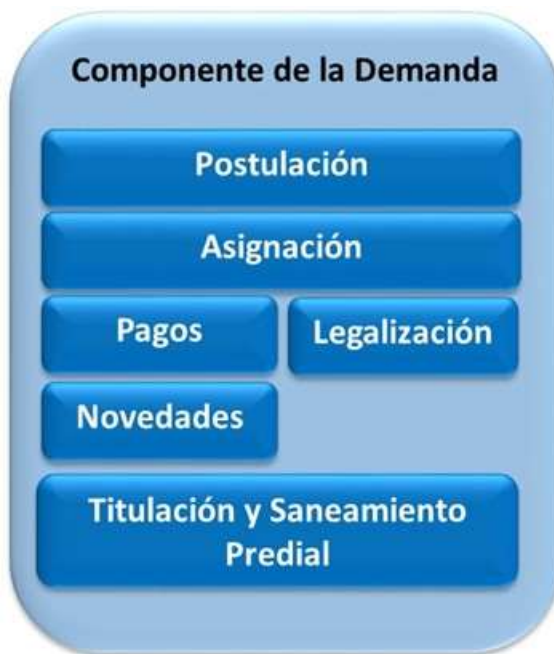 Componente de la Demanda
Postulación
Asignación
Pagos
Legalización
Novedades
Titulación y Saneamiento
Predial